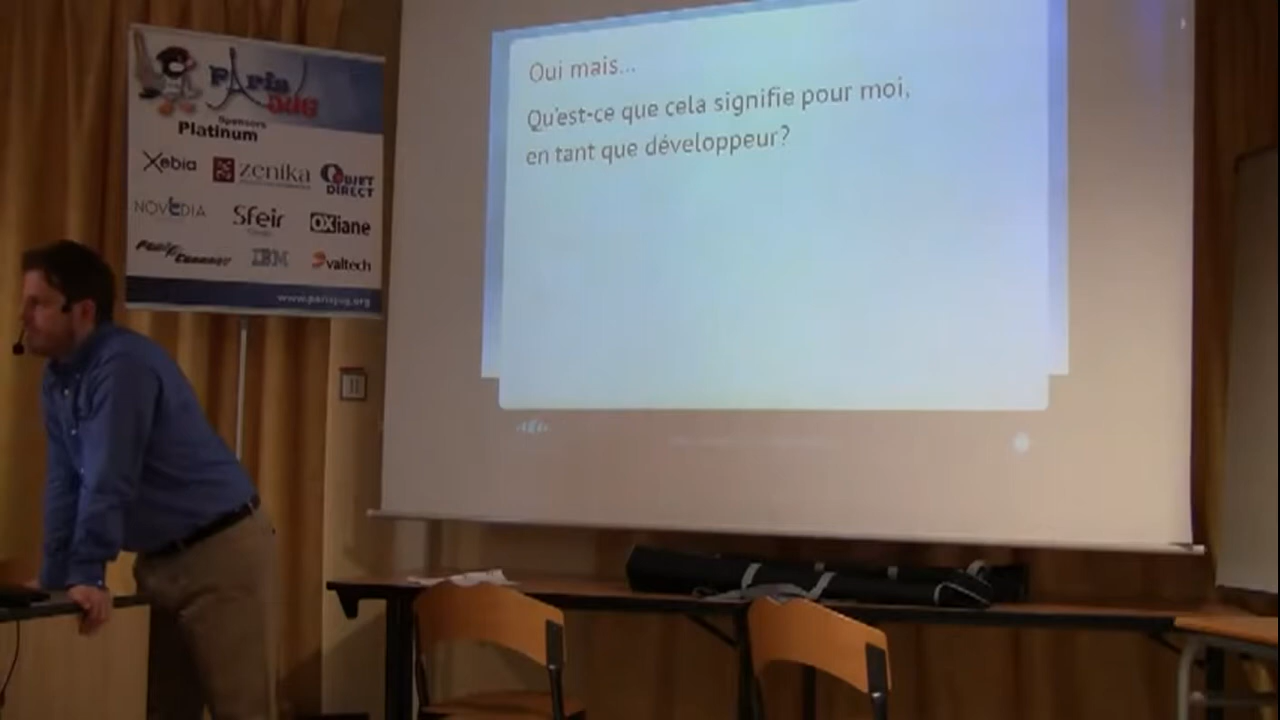 Paris
JUG
Sponsors
Platinum
Xebia
zenika
OBJET
DIRECT
NOVEDIA
Sfeir
OXiane
IBM
valtech
www.parisjug.org
Oui mais...
Qu'est-ce que cela signifie pour moi,
en tant que développeur?